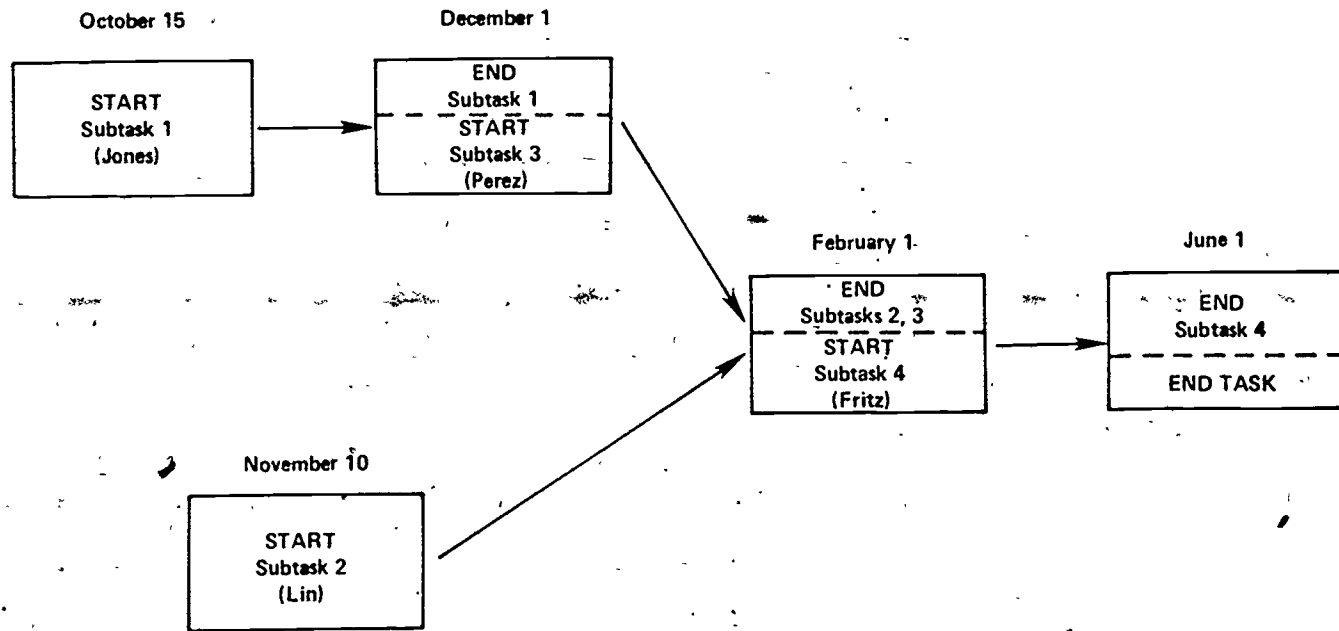 October 15
December 1
START
Subtask 1
(Jones)
END
Subtask 1
START
Subtask 3
(Perez)
February 1
June 1
END
Subtasks 2, 3
START
Subtask 4
(Fritz)
END
Subtask 4
END TASK
November 10
START
Subtask 2
(Lin)